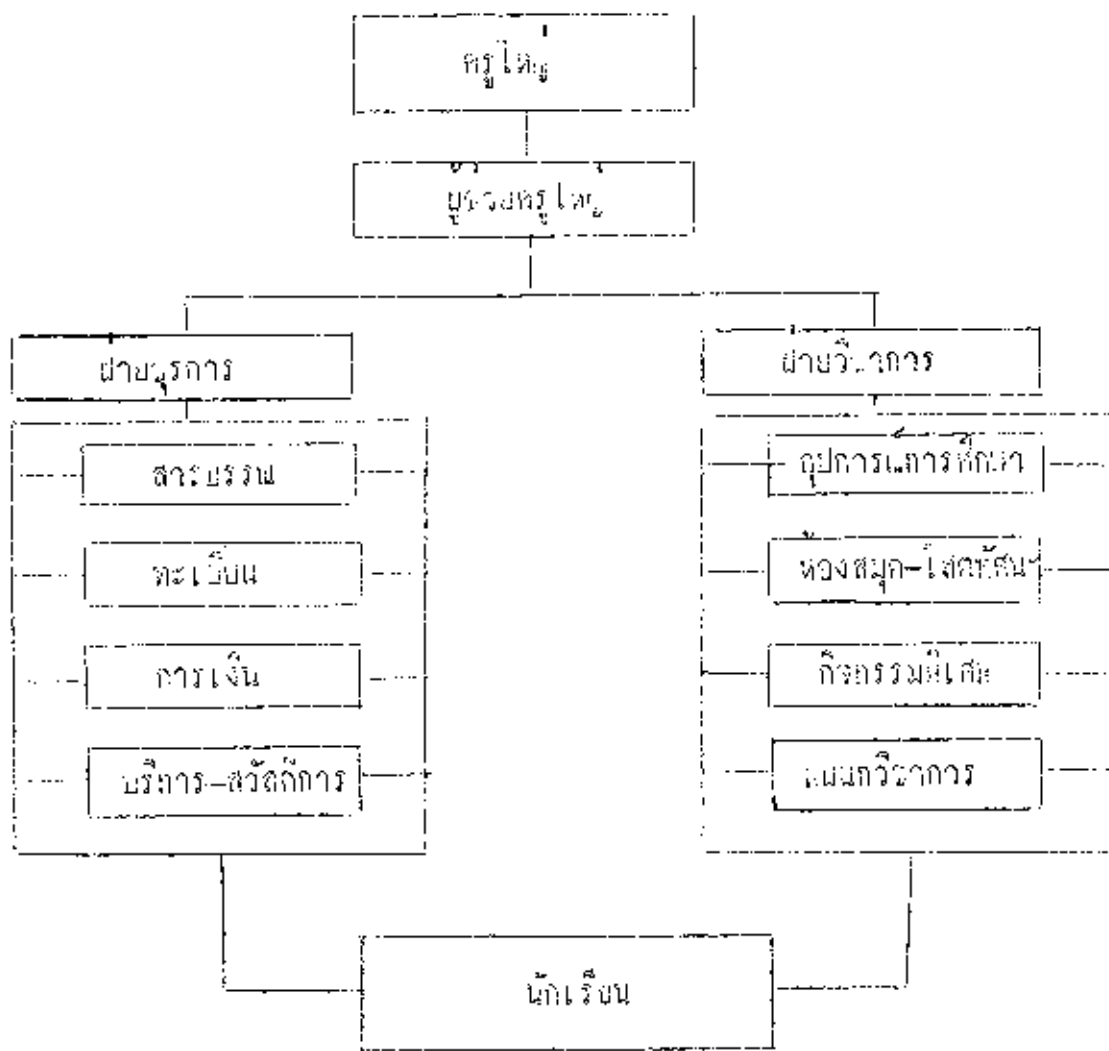 ครูใหญ่
ผู้ช่วยครูใหญ่
ฝ่ายธุรการ
ฝ่ายวิชาการ
สารบรรณ
อุปกรณ์การศึกษา
ทะเบียน
ห้องสมุด-โสตทัศนฯ
การเงิน
กิจกรรมพิเศษ
บริการ-สวัสดิการ
แผนกวิชาการ
นักเรียน